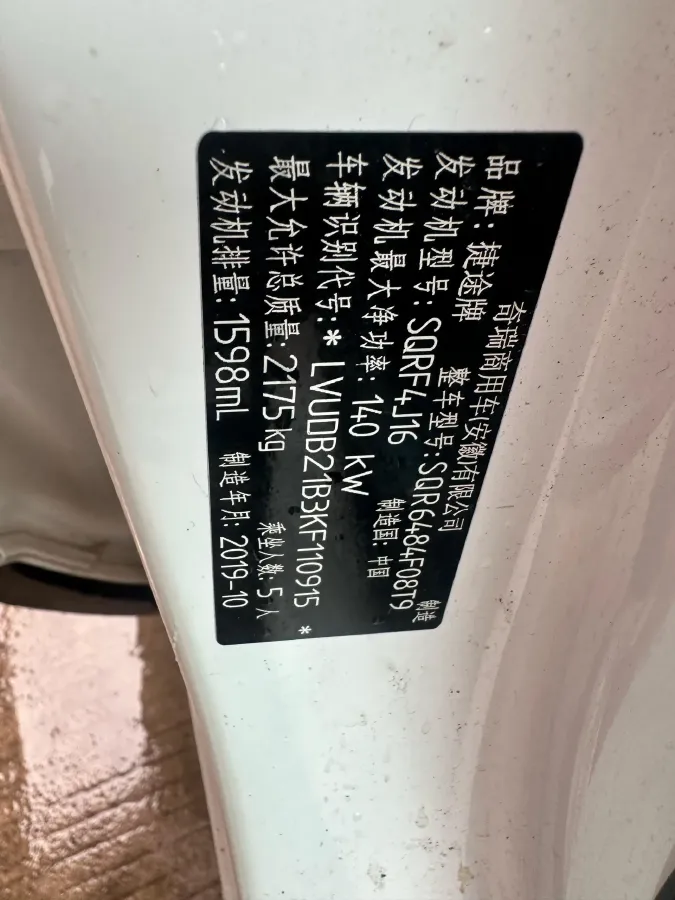 奇瑞商用车安徽有限公司 制造
品牌：捷途牌 整车型号：SQR6484F08T9
发动机型号：SQRF4J16 制造国：中国
发动机最大净功率：140 kW
车辆识别代号：*LVUDB21B3KF110915*
最大允许总质量：2175kg 乘坐人数：5人
发动机排量：1598mL 制造年月：2019-10